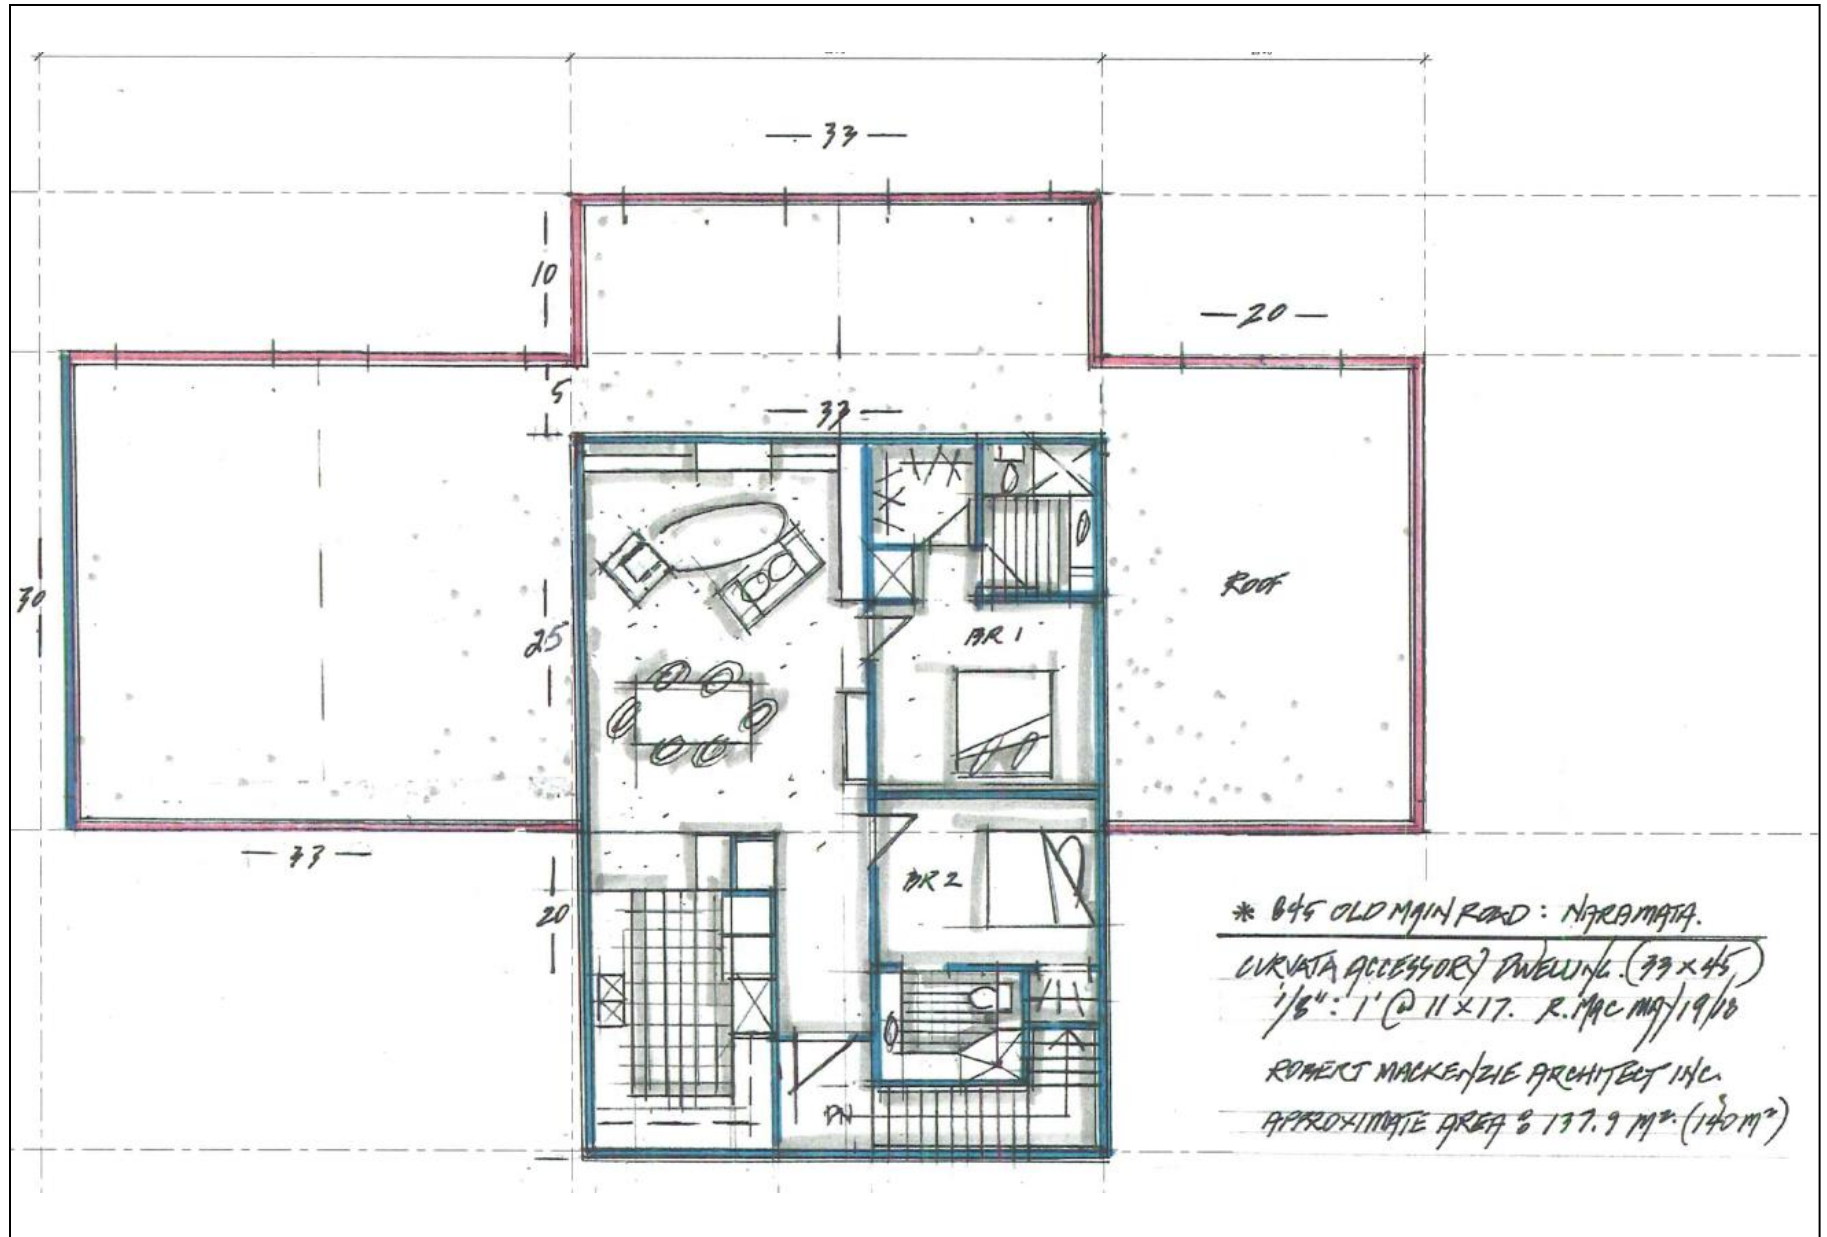 33
10
20
5
33
30
25
ROOF
BR 1
33
20
BR 2
DN
* 845 OLD MAIN ROAD : NARAMATA.
CURVATA ACCESSORY DWELLING. (33 x 45)
1/8" : 1' @ 11 x 17. R. MAC MAY 19/18
ROBERT MACKENZIE ARCHITECT INC.
APPROXIMATE AREA : 137.9 M². (140 M²)